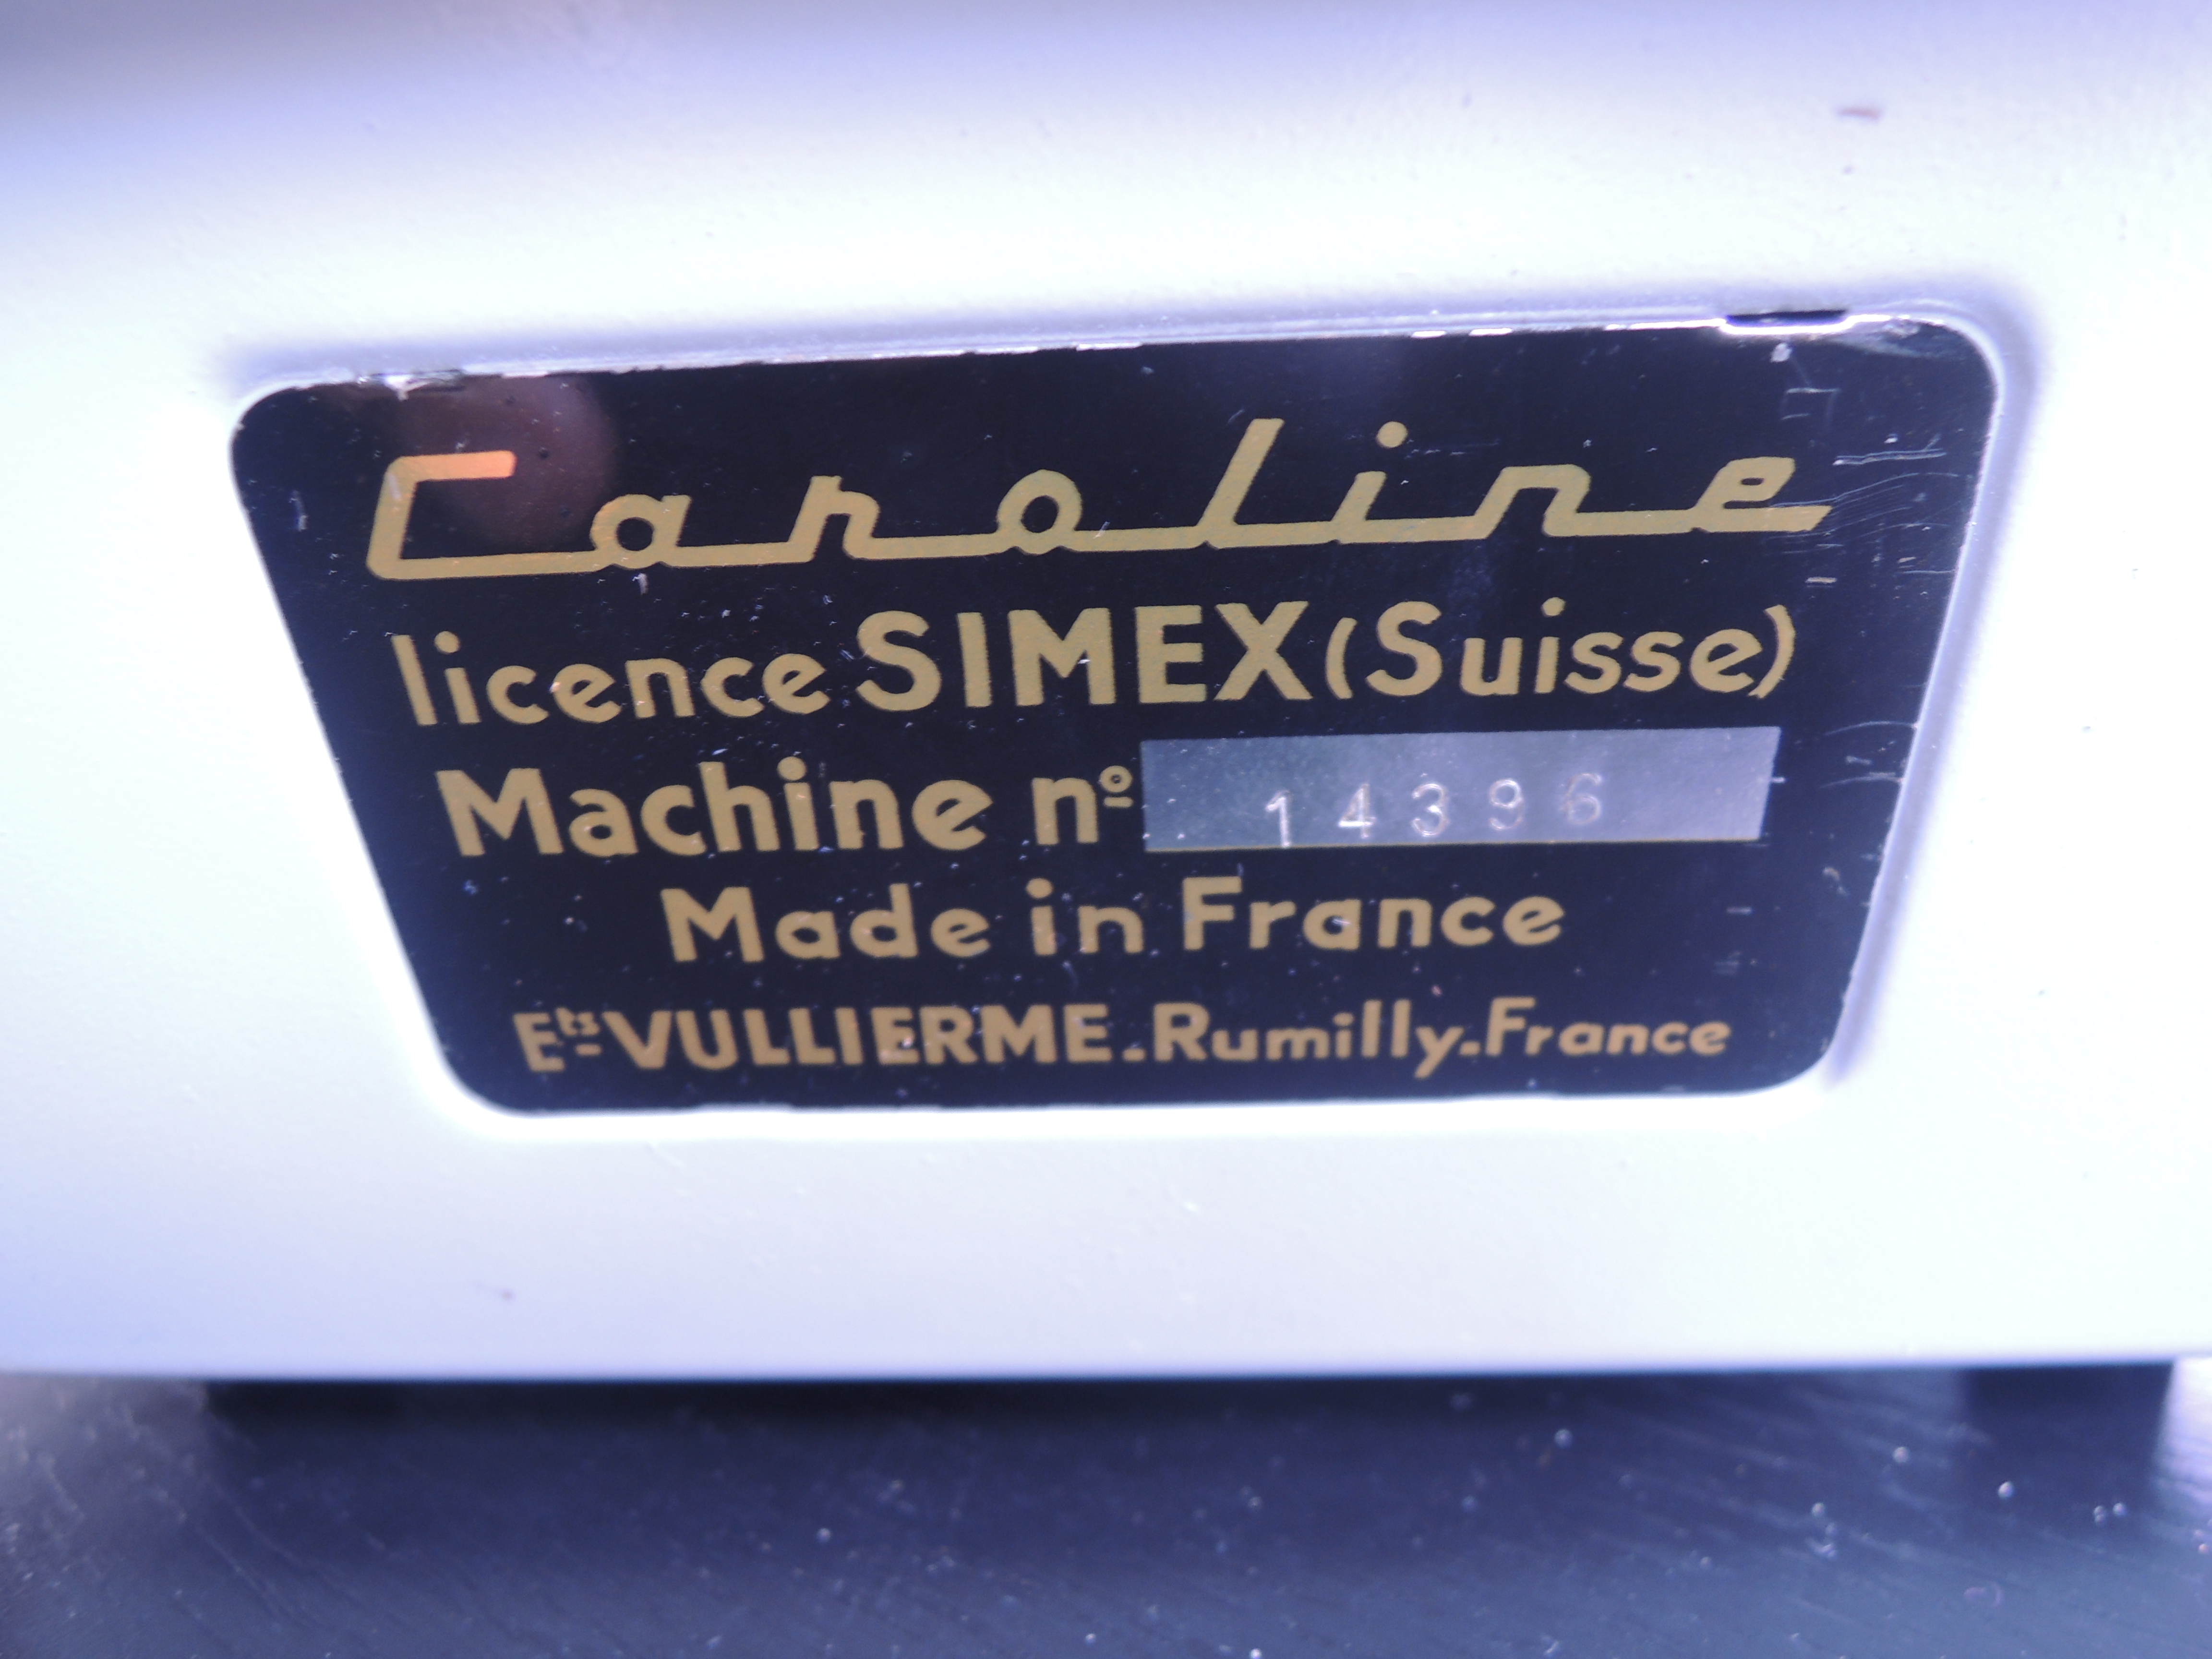 Caroline
licence SIMEX (Suisse)
Machine nº 14396
Made in France
Ets VULLIERME - Rumilly - France